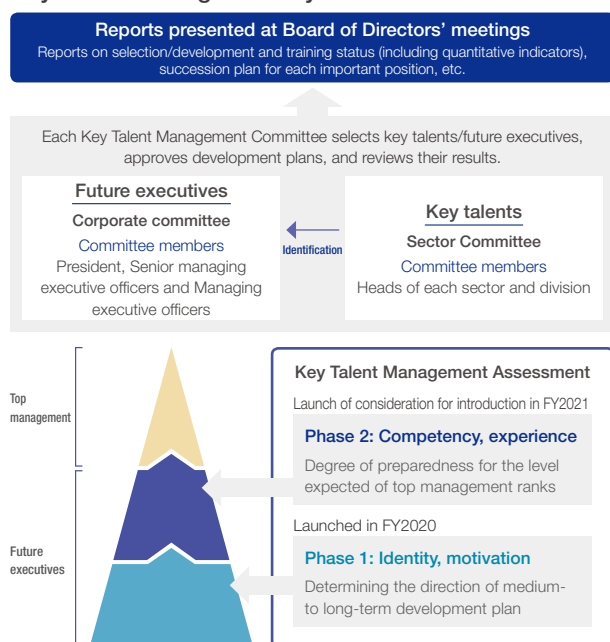 Reports presented at Board of Directors' meetings
Reports on selection/development and training status (including quantitative indicators),
succession plan for each important position, etc.
Each Key Talent Management Committee selects key talents/future executives,
approves development plans, and reviews their results.
Future executives
Corporate committee
Committee members
President, Senior managing
executive officers and Managing
executive officers
Identification
Key talents
Sector Committee
Committee members
Heads of each sector and division
Top
management
Future
executives
Key Talent Management Assessment
Launch of consideration for introduction in FY2021
Phase 2: Competency, experience
Degree of preparedness for the level
expected of top management ranks
Launched in FY2020
Phase 1: Identity, motivation
Determining the direction of medium-
to long-term development plan